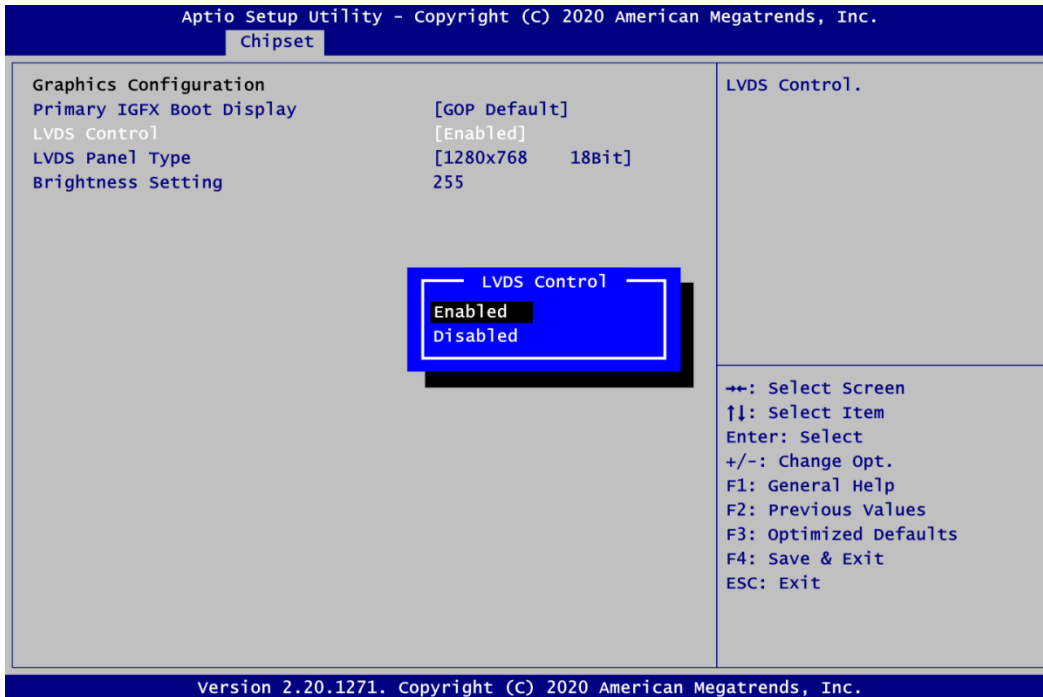 Aptio Setup Utility - Copyright (C) 2020 American Megatrends, Inc.
Chipset
Graphics Configuration
Primary IGFX Boot Display [GOP Default]
LVDS Control [Enabled]
LVDS Panel Type [1280x768 18Bit]
Brightness Setting 255
LVDS Control.
LVDS Control
Enabled
Disabled
→←: Select Screen
↑↓: Select Item
Enter: Select
+/-: Change Opt.
F1: General Help
F2: Previous Values
F3: Optimized Defaults
F4: Save & Exit
ESC: Exit
Version 2.20.1271. Copyright (C) 2020 American Megatrends, Inc.